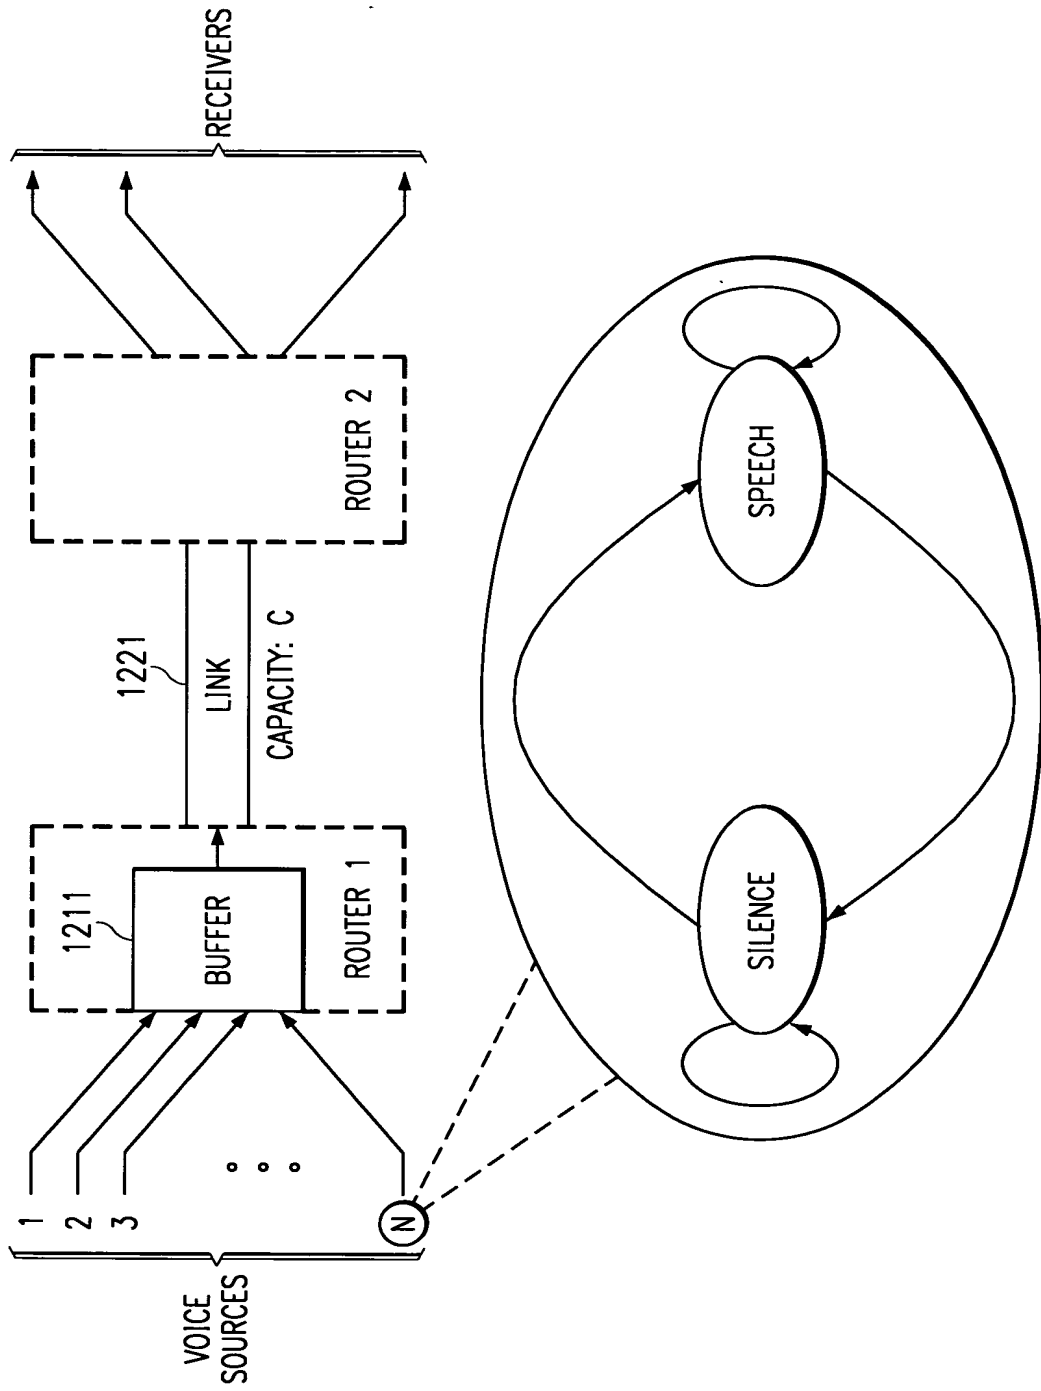 VOICE
SOURCES
1
2
3
N
1211
BUFFER
ROUTER 1
1221
LINK
CAPACITY: C
ROUTER 2
RECEIVERS
SILENCE
SPEECH